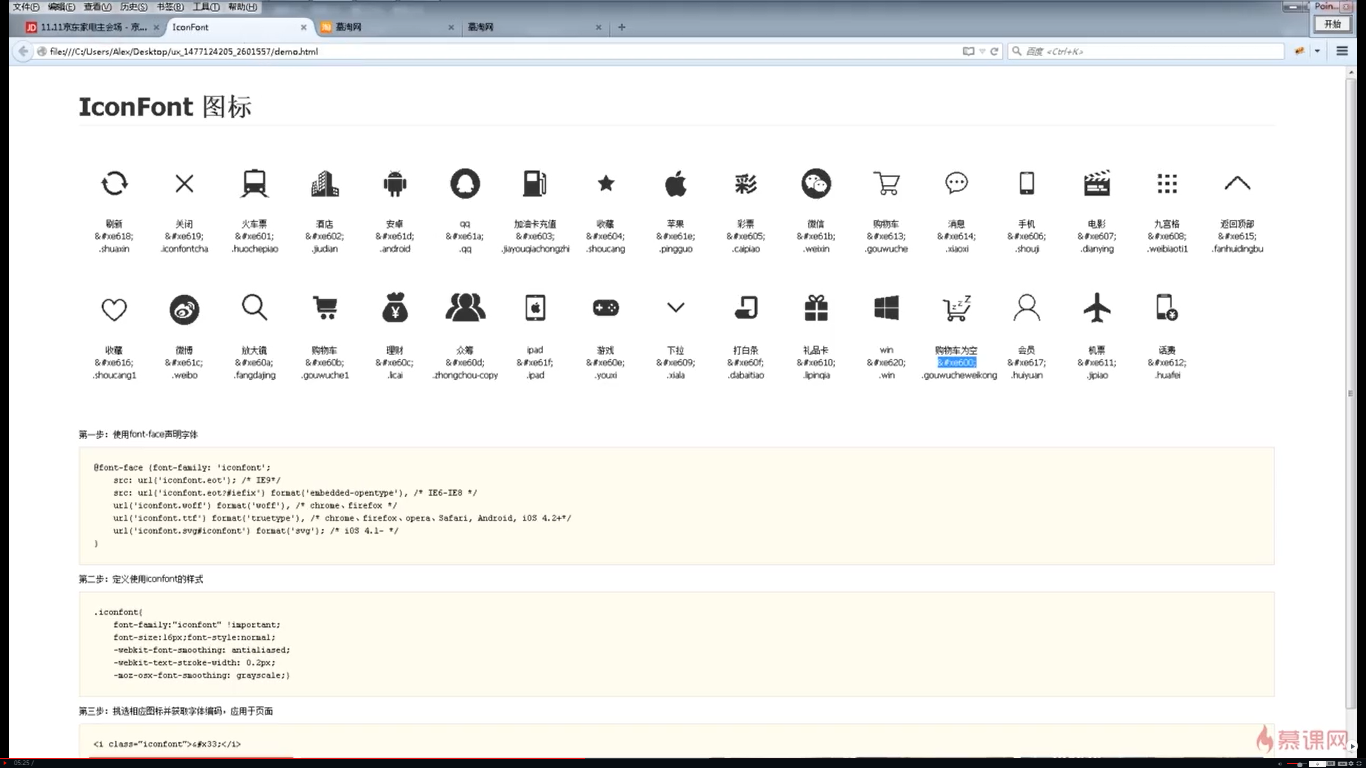 文件(F) 编辑(E) 查看(V) 历史(S) 书签(B) 工具(T) 帮助(H)
Poin...
开始
JD 11.11京东家电主会场 - 京... × IconFont × 慕淘网 × 慕淘网 × +
file:///C:/Users/Alex/Desktop/ux_1477124205_2601557/demo.html
百度 <Ctrl+K>
IconFont 图标
刷新 关闭 火车票 酒店 安卓 qq 加油卡充值 收藏 苹果 彩票 微信 购物车 消息 手机 电影 九宫格 返回顶部
&#xe618; &#xe619; &#xe601; &#xe602; &#xe61d; &#xe61a; &#xe603; &#xe604; &#xe61e; &#xe605; &#xe61b; &#xe613; &#xe614; &#xe606; &#xe607; &#xe608; &#xe615;
.shuaxin .iconfontcha .huochepiao .jiudian .android .qq .jiayouqiachongzhi .shoucang .pingguo .caipiao .weixin .gouwuche .xiaoxi .shouji .dianying .weibiaoti1 .fanhuidingbu
收藏 微博 放大镜 购物车 理财 众筹 ipad 游戏 下拉 打白条 礼品卡 win 购物车为空 会员 机票 话费
&#xe616; &#xe61c; &#xe60a; &#xe60b; &#xe60c; &#xe60d; &#xe61f; &#xe60e; &#xe609; &#xe60f; &#xe610; &#xe620; &#xe600; &#xe617; &#xe611; &#xe612;
.shoucang1 .weibo .fangdajing .gouwuche1 .licai .zhongchou-copy .ipad .youxi .xiala .dabaitiao .lipinqia .win .gouwucheweikong .huiyuan .jipiao .huafei
第一步：使用font-face声明字体
@font-face {font-family: 'iconfont';
src: url('iconfont.eot'); /* IE9*/
src: url('iconfont.eot?#iefix') format('embedded-opentype'), /* IE6-IE8 */
url('iconfont.woff') format('woff'), /* chrome、firefox */
url('iconfont.ttf') format('truetype'), /* chrome、firefox、opera、Safari, Android, iOS 4.2+*/
url('iconfont.svg#iconfont') format('svg'); /* iOS 4.1- */
}
第二步：定义使用iconfont的样式
.iconfont{
font-family:"iconfont" !important;
font-size:16px;font-style:normal;
-webkit-font-smoothing: antialiased;
-webkit-text-stroke-width: 0.2px;
-moz-osx-font-smoothing: grayscale;}
第三步：挑选相应图标并获取字体编码，应用于页面
<i class="iconfont">&#x33;</i>
慕课网
05:25 /